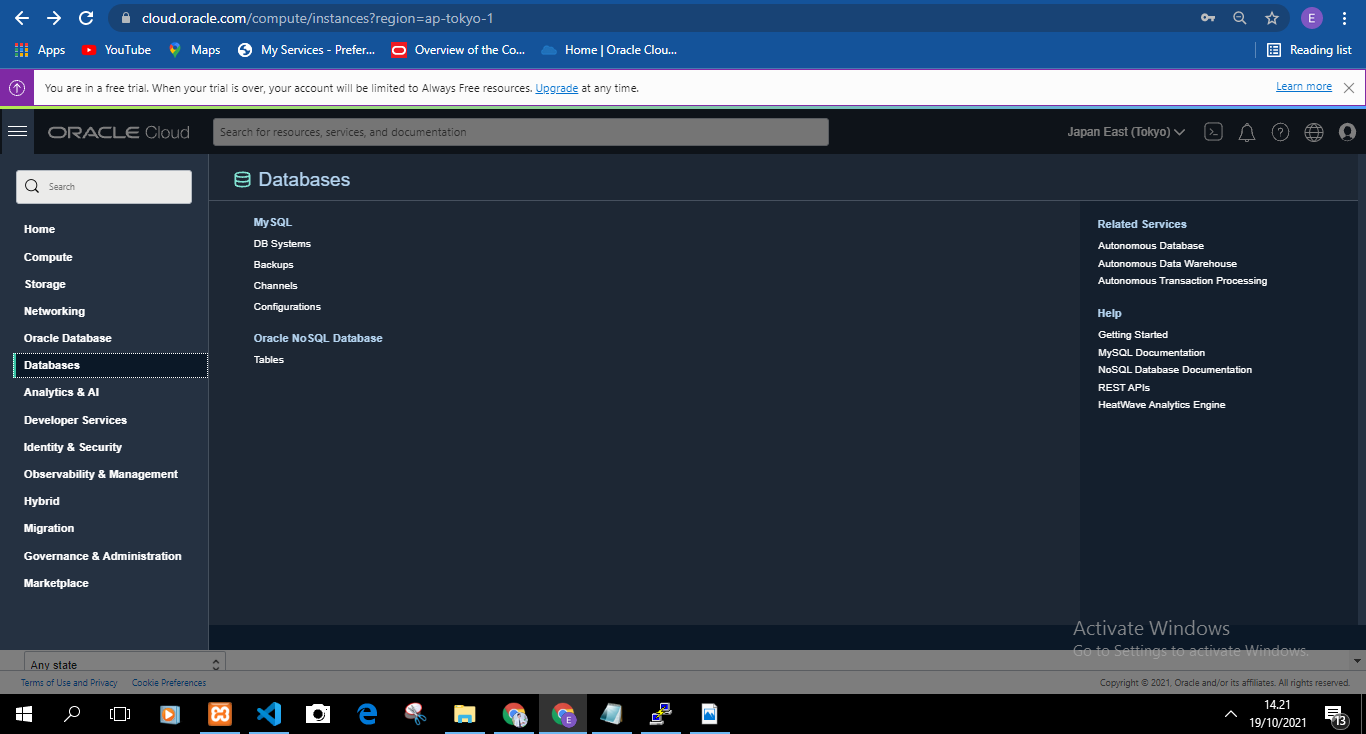 cloud.oracle.com/compute/instances?region=ap-tokyo-1
E
Apps YouTube Maps My Services - Prefer... Overview of the Co... Home | Oracle Clou... Reading list
You are in a free trial. When your trial is over, your account will be limited to Always Free resources. Upgrade at any time. Learn more
ORACLE Cloud Search for resources, services, and documentation Japan East (Tokyo)
Search
Home
Compute
Storage
Networking
Oracle Database
Databases
Analytics & AI
Developer Services
Identity & Security
Observability & Management
Hybrid
Migration
Governance & Administration
Marketplace
Databases
MySQL
DB Systems
Backups
Channels
Configurations
Oracle NoSQL Database
Tables
Related Services
Autonomous Database
Autonomous Data Warehouse
Autonomous Transaction Processing
Help
Getting Started
MySQL Documentation
NoSQL Database Documentation
REST APIs
HeatWave Analytics Engine
Activate Windows
Go to Settings to activate Windows.
Any state
Terms of Use and Privacy Cookie Preferences Copyright © 2021, Oracle and/or its affiliates. All rights reserved.
E
14.21
19/10/2021
13